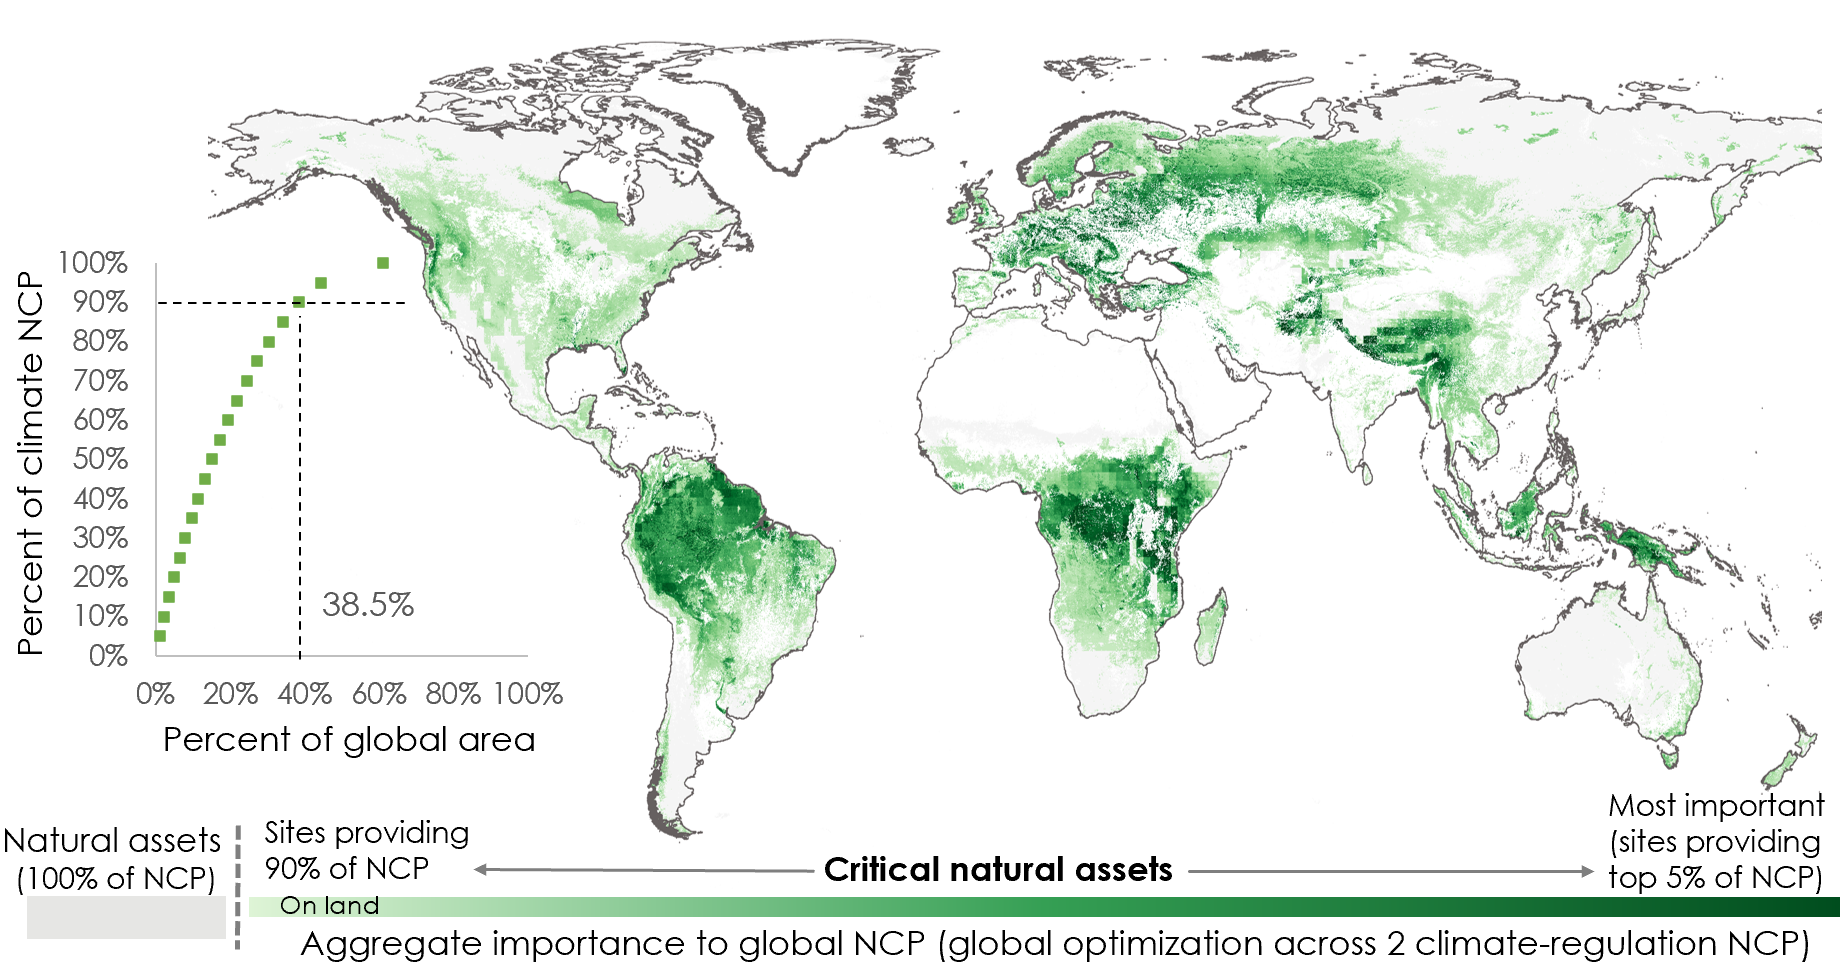 Percent of climate NCP
100%
90%
80%
70%
60%
50%
40%
30%
20%
10%
0%
38.5%
0% 20% 40% 60% 80% 100%
Percent of global area
Natural assets
(100% of NCP)
Sites providing
90% of NCP
Critical natural assets
Most important
(sites providing
top 5% of NCP)
On land
Aggregate importance to global NCP (global optimization across 2 climate-regulation NCP)